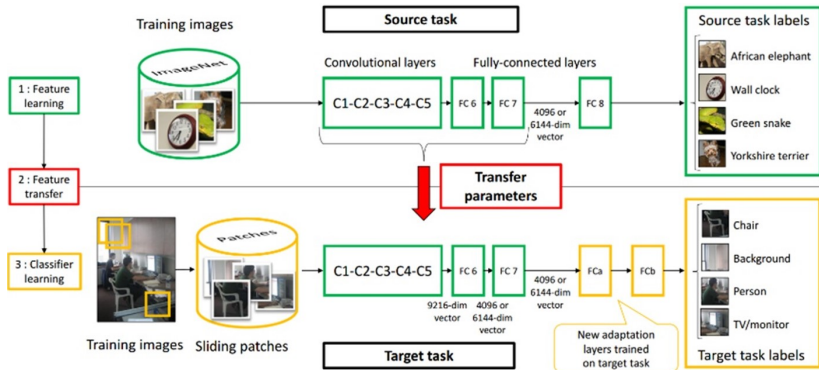 Training images
Source task
Source task labels
ImageNet
Convolutional layers
Fully-connected layers
1 : Feature
learning
C1-C2-C3-C4-C5
FC 6
FC 7
4096 or
6144-dim
vector
FC 8
African elephant
Wall clock
Green snake
Yorkshire terrier
2 : Feature
transfer
Transfer
parameters
3 : Classifier
learning
Patches
C1-C2-C3-C4-C5
FC 6
FC 7
4096 or
6144-dim
vector
FCa
FCb
Chair
Background
Person
TV/monitor
9216-dim
vector
4096 or
6144-dim
vector
Training images
Sliding patches
Target task
New adaptation
layers trained
on target task
Target task labels